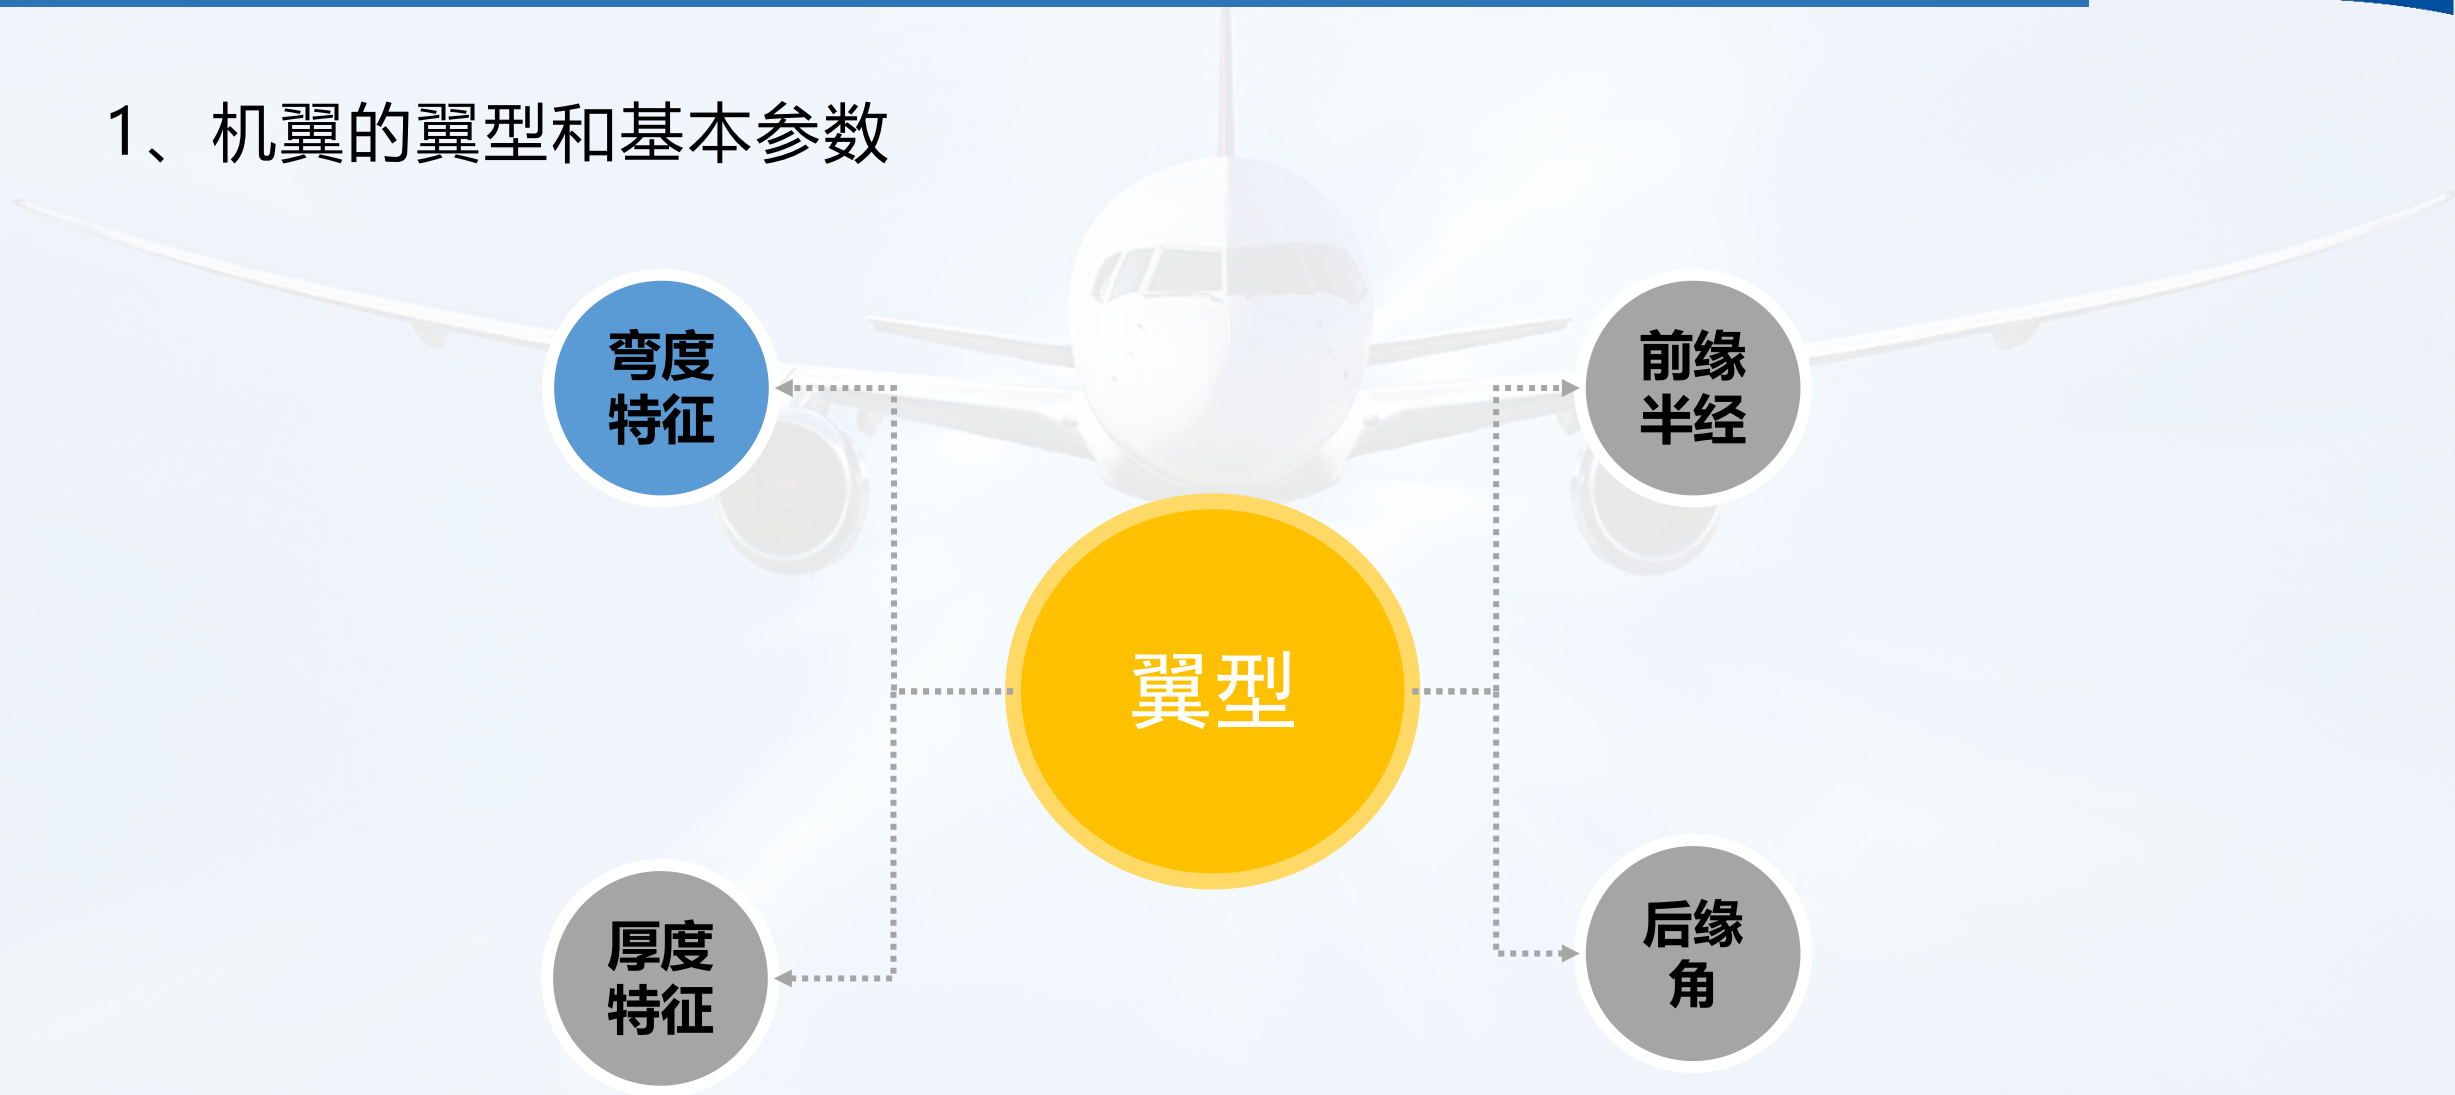 1、机翼的翼型和基本参数
弯度
特征
前缘
半经
翼型
厚度
特征
后缘
角